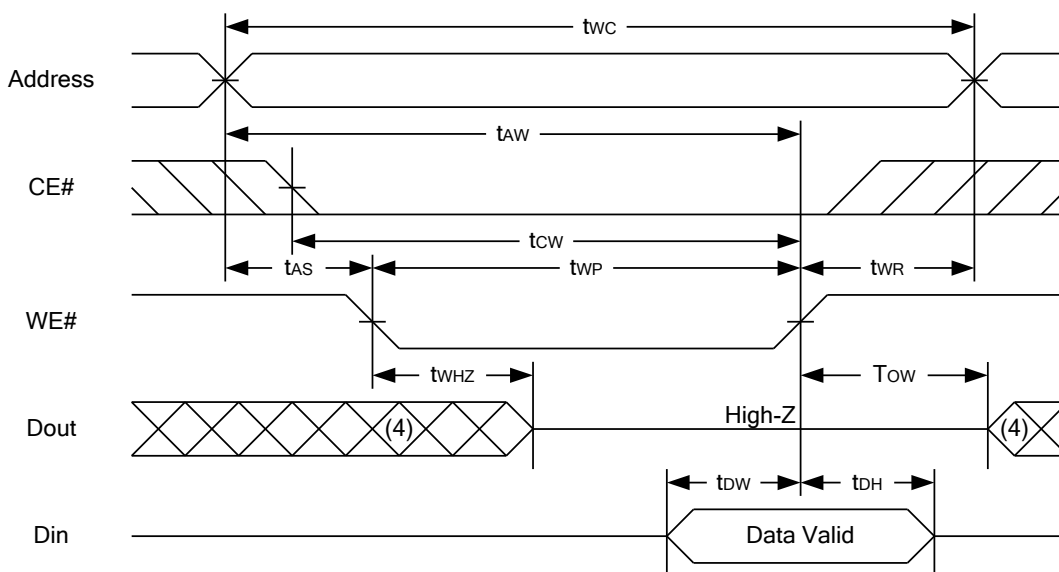 tWC
Address
tAW
CE#
tCW
tAS
tWP
tWR
WE#
tWHZ
TOW
Dout
(4)
High-Z
(4)
tDW
tDH
Din
Data Valid